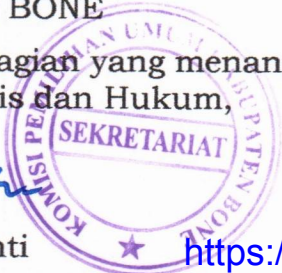 BONE
agian yang menan
is dan Hukum,
KOMISI PEMILIHAN UMUM KABUPATEN BONE
SEKRETARIAT
nti
https:/